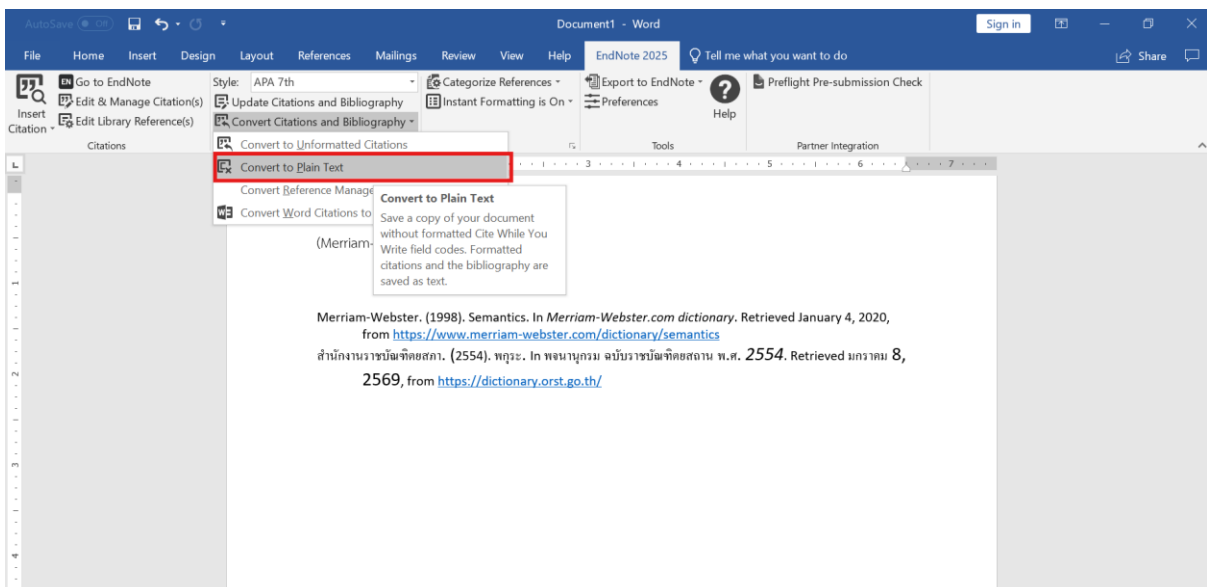 AutoSave Off
Document1 - Word
Sign in
File Home Insert Design Layout References Mailings Review View Help EndNote 2025 Tell me what you want to do Share
Insert Citation
Go to EndNote
Edit & Manage Citation(s)
Edit Library Reference(s)
Citations
Style: APA 7th
Update Citations and Bibliography
Convert Citations and Bibliography
Categorize References
Instant Formatting is On
Export to EndNote
Preferences
Help
Tools
Preflight Pre-submission Check
Partner Integration
Convert to Unformatted Citations
Convert to Plain Text
Convert Reference Manage
Convert Word Citations to
Convert to Plain Text
Save a copy of your document
without formatted Cite While You
Write field codes. Formatted
citations and the bibliography are
saved as text.
3 4 5 6 7
1
2
3
4
(Merriam-
Merriam-Webster. (1998). Semantics. In Merriam-Webster.com dictionary. Retrieved January 4, 2020,
from https://www.merriam-webster.com/dictionary/semantics
สำนักงานราชบัณฑิตยสภา. (2554). พกุระ. In พจนานุกรม ฉบับราชบัณฑิตยสถาน พ.ศ. 2554. Retrieved มกราคม 8,
2569, from https://dictionary.orst.go.th/